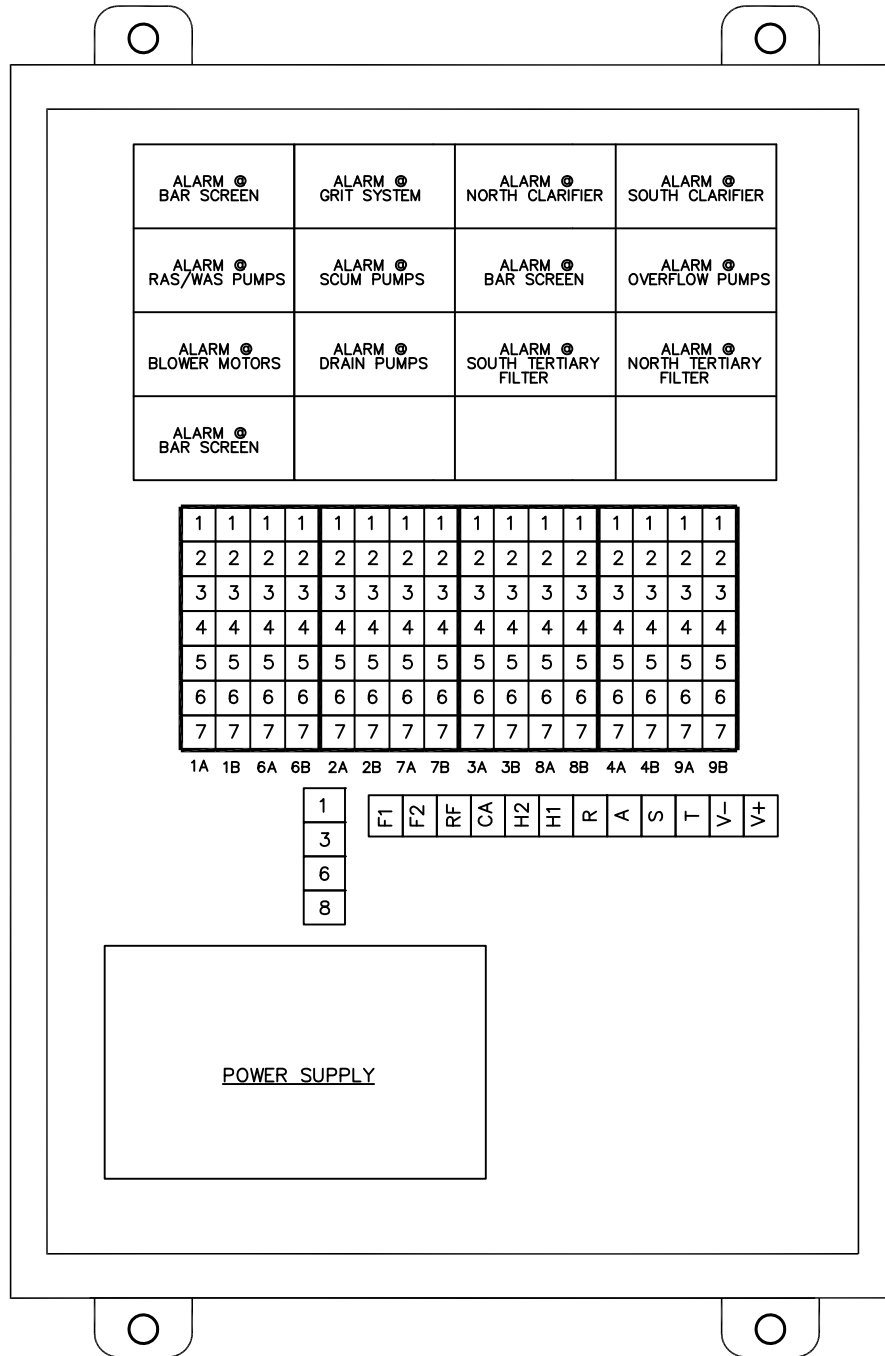 ALARM @
BAR SCREEN
ALARM @
GRIT SYSTEM
ALARM @
NORTH CLARIFIER
ALARM @
SOUTH CLARIFIER
ALARM @
RAS/WAS PUMPS
ALARM @
SCUM PUMPS
ALARM @
BAR SCREEN
ALARM @
OVERFLOW PUMPS
ALARM @
BLOWER MOTORS
ALARM @
DRAIN PUMPS
ALARM @
SOUTH TERTIARY
FILTER
ALARM @
NORTH TERTIARY
FILTER
ALARM @
BAR SCREEN
1 1 1 1 1 1 1 1 1 1 1 1 1 1 1 1
2 2 2 2 2 2 2 2 2 2 2 2 2 2 2 2
3 3 3 3 3 3 3 3 3 3 3 3 3 3 3 3
4 4 4 4 4 4 4 4 4 4 4 4 4 4 4 4
5 5 5 5 5 5 5 5 5 5 5 5 5 5 5 5
6 6 6 6 6 6 6 6 6 6 6 6 6 6 6 6
7 7 7 7 7 7 7 7 7 7 7 7 7 7 7 7
1A 1B 6A 6B 2A 2B 7A 7B 3A 3B 8A 8B 4A 4B 9A 9B
1
3
6
8
F1 F2 RF CA H2 H1 R A S T V- V+
POWER SUPPLY